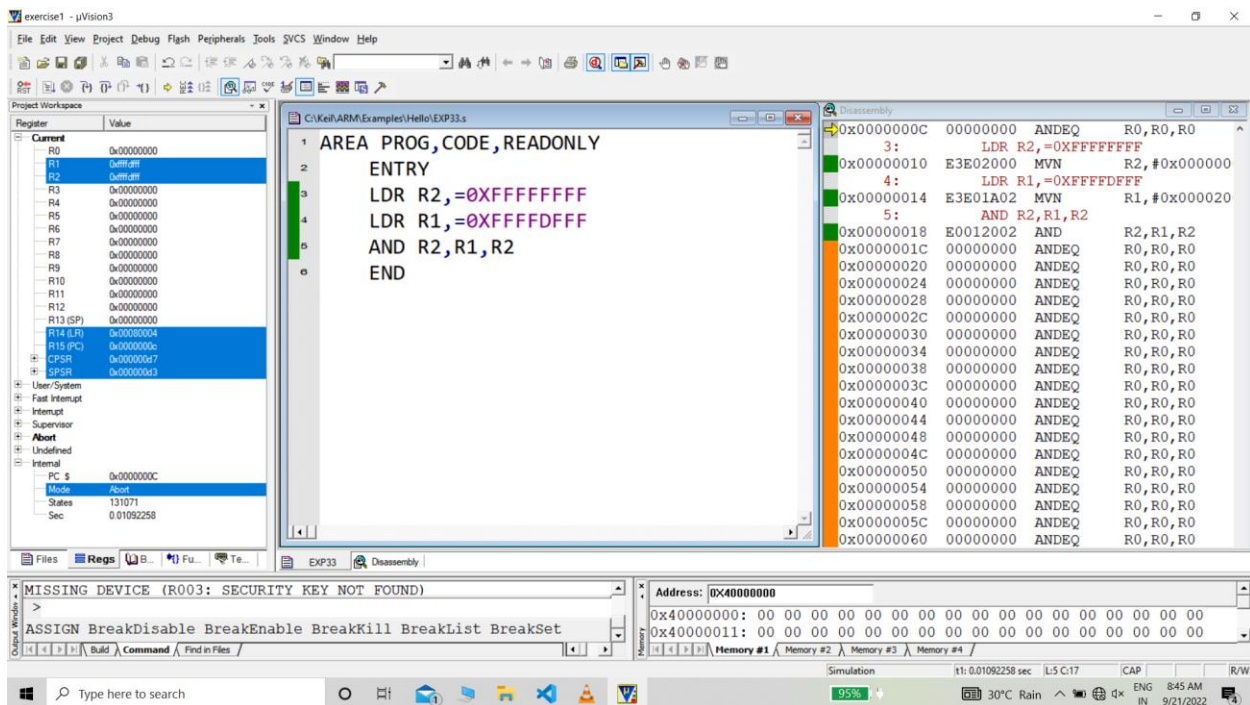 exercise1 - µVision3
File Edit View Project Debug Flash Peripherals Tools SVCS Window Help
Project Workspace
Register Value
Current
R0 0x00000000
R1 0xffffdfff
R2 0xffffdfff
R3 0x00000000
R4 0x00000000
R5 0x00000000
R6 0x00000000
R7 0x00000000
R8 0x00000000
R9 0x00000000
R10 0x00000000
R11 0x00000000
R12 0x00000000
R13 (SP) 0x00000000
R14 (LR) 0x00080004
R15 (PC) 0x0000000c
CPSR 0x000000d7
SPSR 0x000000d3
User/System
Fast Interrupt
Interrupt
Supervisor
Abort
Undefined
Internal
PC $ 0x0000000C
Mode Abort
States 131071
Sec 0.01092258
Files Regs B... Fu... Te...
C:\Keil\ARM\Examples\Hello\EXP33.s
1 AREA PROG,CODE,READONLY
2 ENTRY
3 LDR R2,=0XFFFFFFFF
4 LDR R1,=0XFFFFDFFF
5 AND R2,R1,R2
6 END
EXP33 Disassembly
Disassembly
0x0000000C 00000000 ANDEQ R0,R0,R0
3: LDR R2,=0XFFFFFFFF
0x00000010 E3E02000 MVN R2,#0x000000
4: LDR R1,=0XFFFFDFFF
0x00000014 E3E01A02 MVN R1,#0x000020
5: AND R2,R1,R2
0x00000018 E0012002 AND R2,R1,R2
0x0000001C 00000000 ANDEQ R0,R0,R0
0x00000020 00000000 ANDEQ R0,R0,R0
0x00000024 00000000 ANDEQ R0,R0,R0
0x00000028 00000000 ANDEQ R0,R0,R0
0x0000002C 00000000 ANDEQ R0,R0,R0
0x00000030 00000000 ANDEQ R0,R0,R0
0x00000034 00000000 ANDEQ R0,R0,R0
0x00000038 00000000 ANDEQ R0,R0,R0
0x0000003C 00000000 ANDEQ R0,R0,R0
0x00000040 00000000 ANDEQ R0,R0,R0
0x00000044 00000000 ANDEQ R0,R0,R0
0x00000048 00000000 ANDEQ R0,R0,R0
0x0000004C 00000000 ANDEQ R0,R0,R0
0x00000050 00000000 ANDEQ R0,R0,R0
0x00000054 00000000 ANDEQ R0,R0,R0
0x00000058 00000000 ANDEQ R0,R0,R0
0x0000005C 00000000 ANDEQ R0,R0,R0
0x00000060 00000000 ANDEQ R0,R0,R0
Output Window
MISSING DEVICE (R003: SECURITY KEY NOT FOUND)
>
ASSIGN BreakDisable BreakEnable BreakKill BreakList BreakSet
Build Command Find in Files
Memory
Address: 0X40000000
0x40000000: 00 00 00 00 00 00 00 00 00 00 00 00 00 00 00 00 00
0x40000011: 00 00 00 00 00 00 00 00 00 00 00 00 00 00 00 00 00
Memory #1 Memory #2 Memory #3 Memory #4
Simulation t1: 0.01092258 sec L:5 C:17 CAP R/W
Type here to search
95%
30°C Rain
ENG
IN
8:45 AM
9/21/2022
4